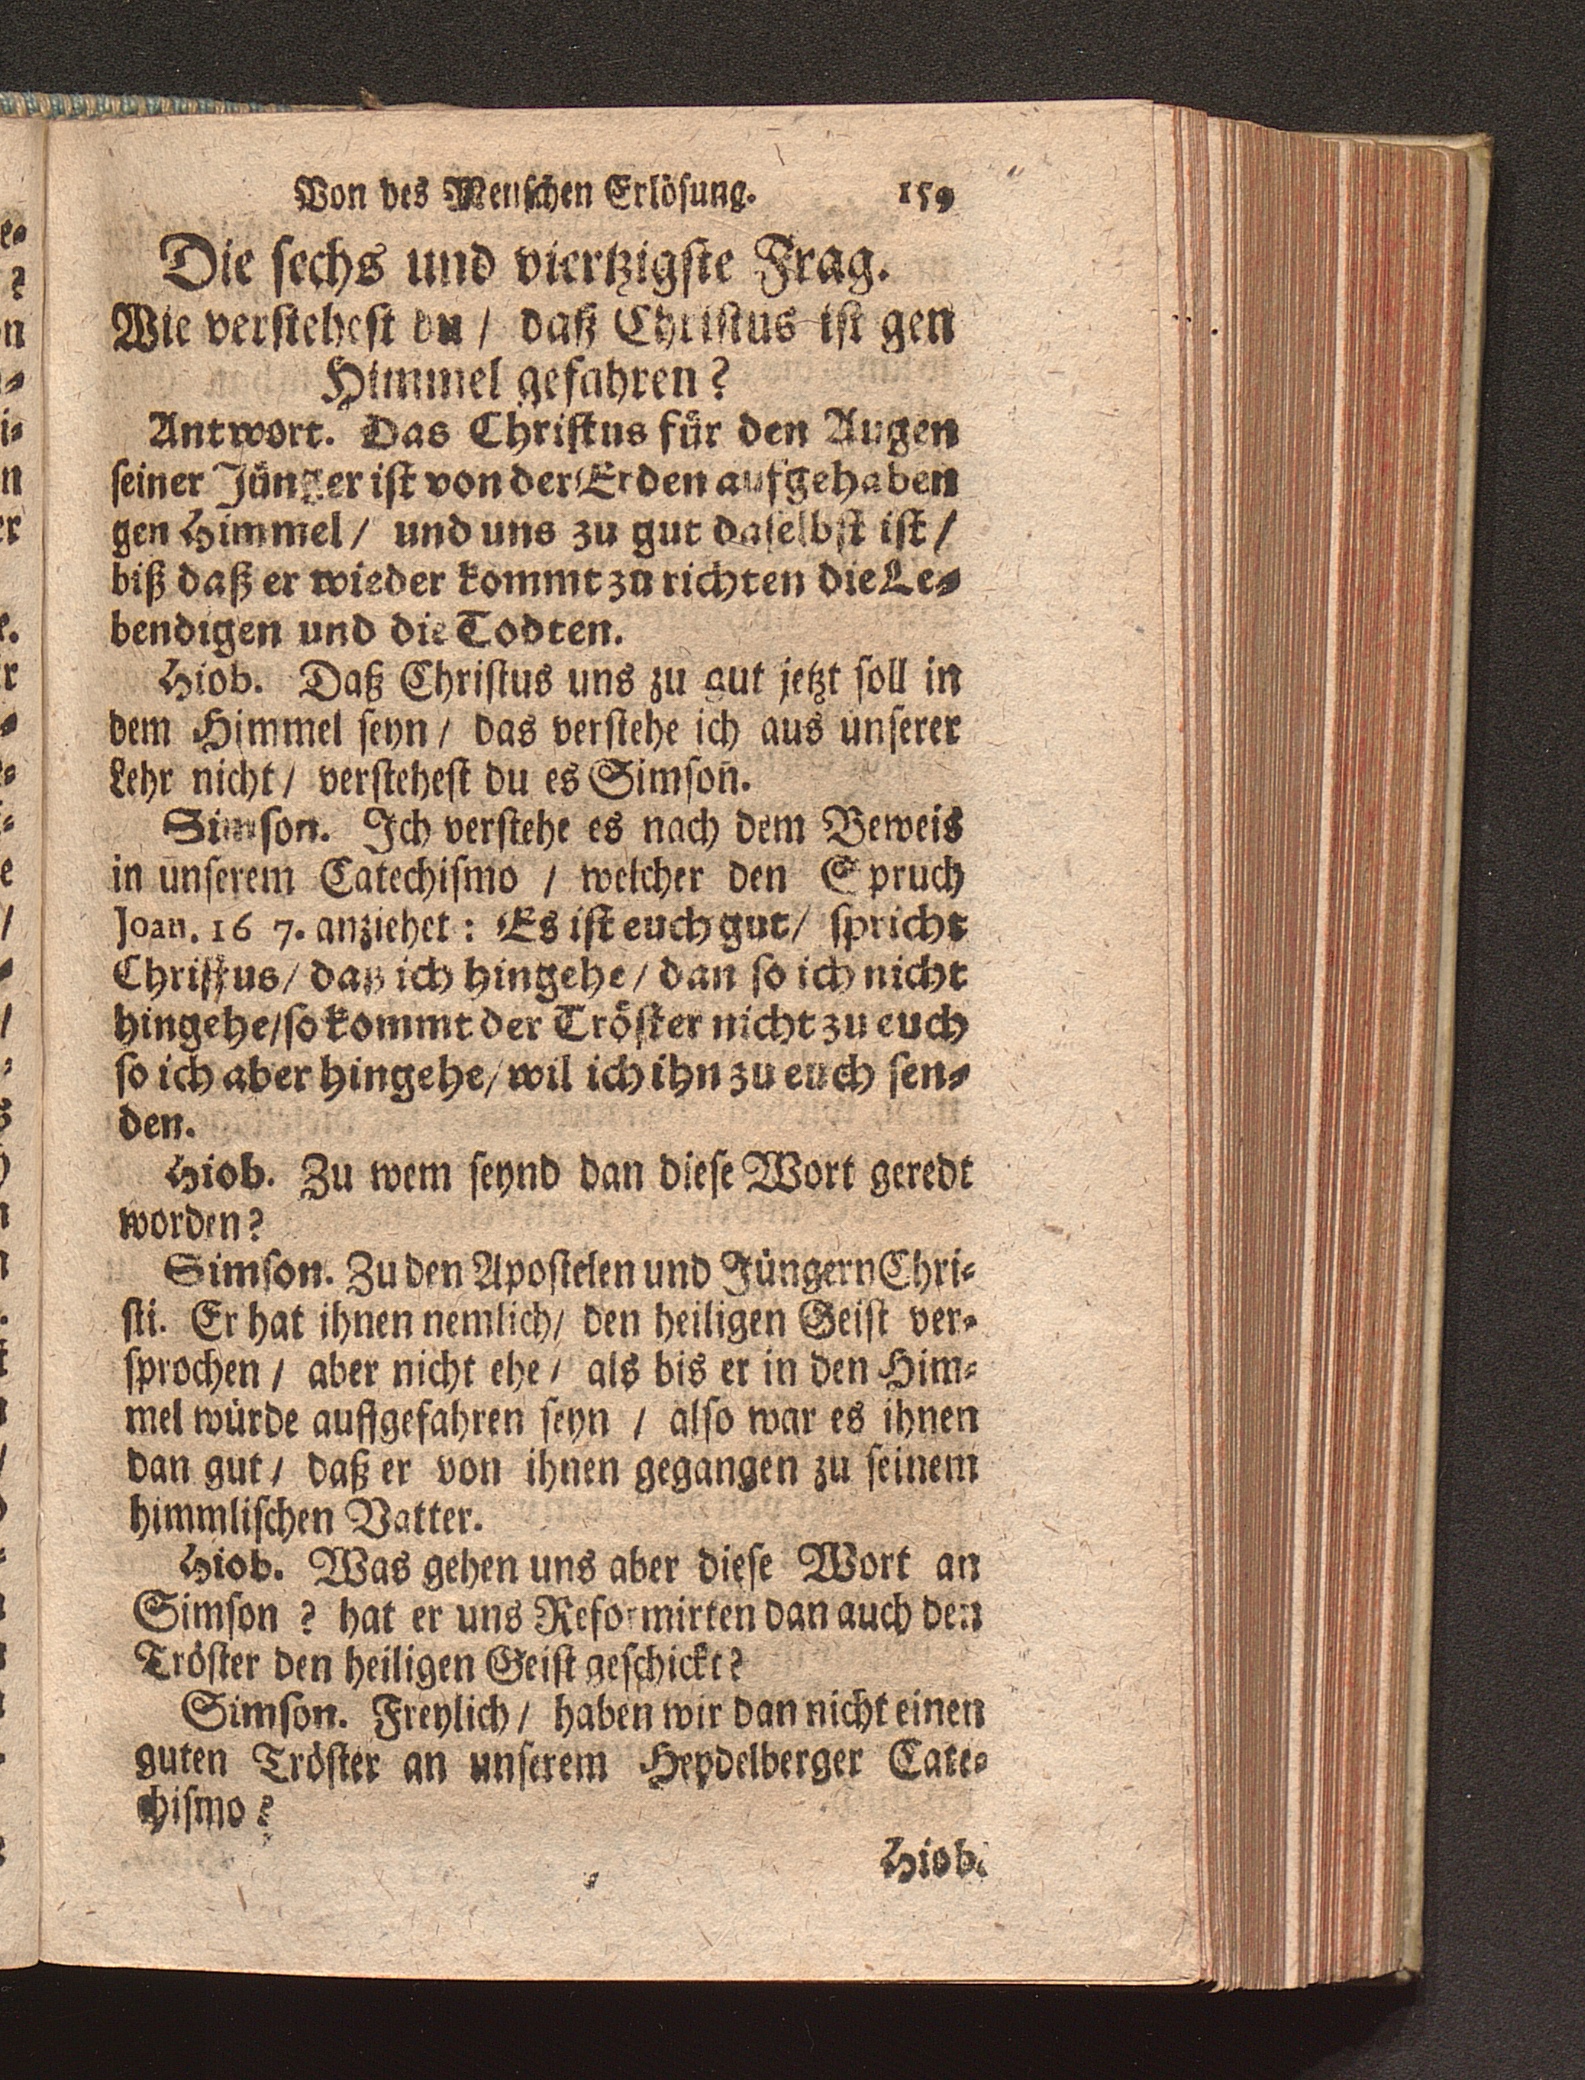 Von des Menschen Erlösung. 159
Die sechs und viertzigste Frag.
Wie verstehest du / daß Christus ist gen
Himmel gefahren?
Antwort. Das Christus für den Augen
seiner Jünger ist von der Erden aufgehaben
gen Himmel / und uns zu gut daselbst ist /
biß daß er wieder kommt zu richten die Le-
bendigen und die Todten.
Hiob. Daß Christus uns zu gut jetzt soll in
dem Himmel seyn / das verstehe ich aus unserer
Lehr nicht / verstehest du es Simson.
Simson. Ich verstehe es nach dem Beweis
in unserem Catechismo / welcher den Spruch
Joan. 16 7. anziehet : Es ist euch gut / spricht
Christus / daß ich hingehe / dan so ich nicht
hingehe / so kommt der Tröster nicht zu euch
so ich aber hingehe / wil ich ihn zu euch sen-
den.
Hiob. Zu wem seynd dan diese Wort geredt
worden?
Simson. Zu den Apostelen und Jüngern Chri-
sti. Er hat ihnen nemlich / den heiligen Geist ver-
sprochen / aber nicht ehe / als bis er in den Him-
mel würde auffgefahren seyn / also war es ihnen
dan gut / daß er von ihnen gegangen zu seinem
himmlischen Vatter.
Hiob. Was gehen uns aber diese Wort an
Simson ? hat er uns Reformirten dan auch den
Tröster den heiligen Geist geschickt?
Simson. Freylich / haben wir dan nicht einen
guten Tröster an unserem Heydelberger Cate-
chismo ?
Hiob.